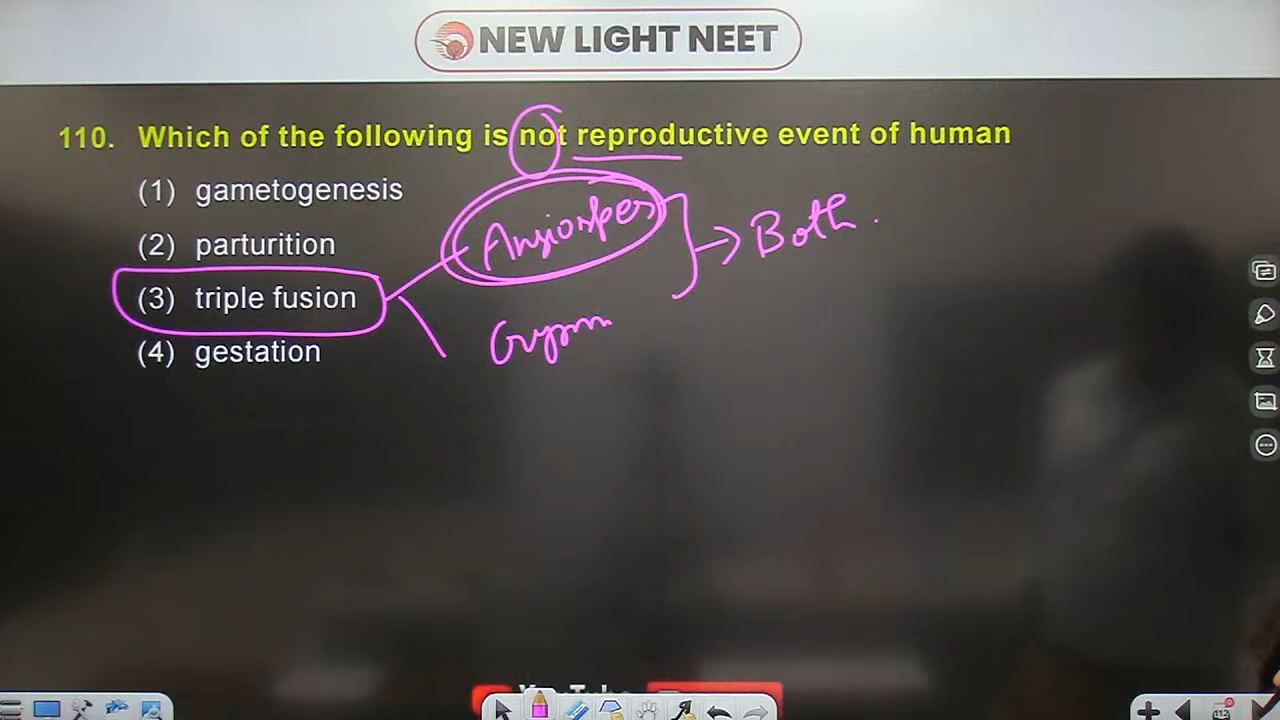 NEW LIGHT NEET
110. Which of the following is not reproductive event of human
(1) gametogenesis
(2) parturition
(3) triple fusion
(4) gestation
Angiosper
Gymn
→ Both.